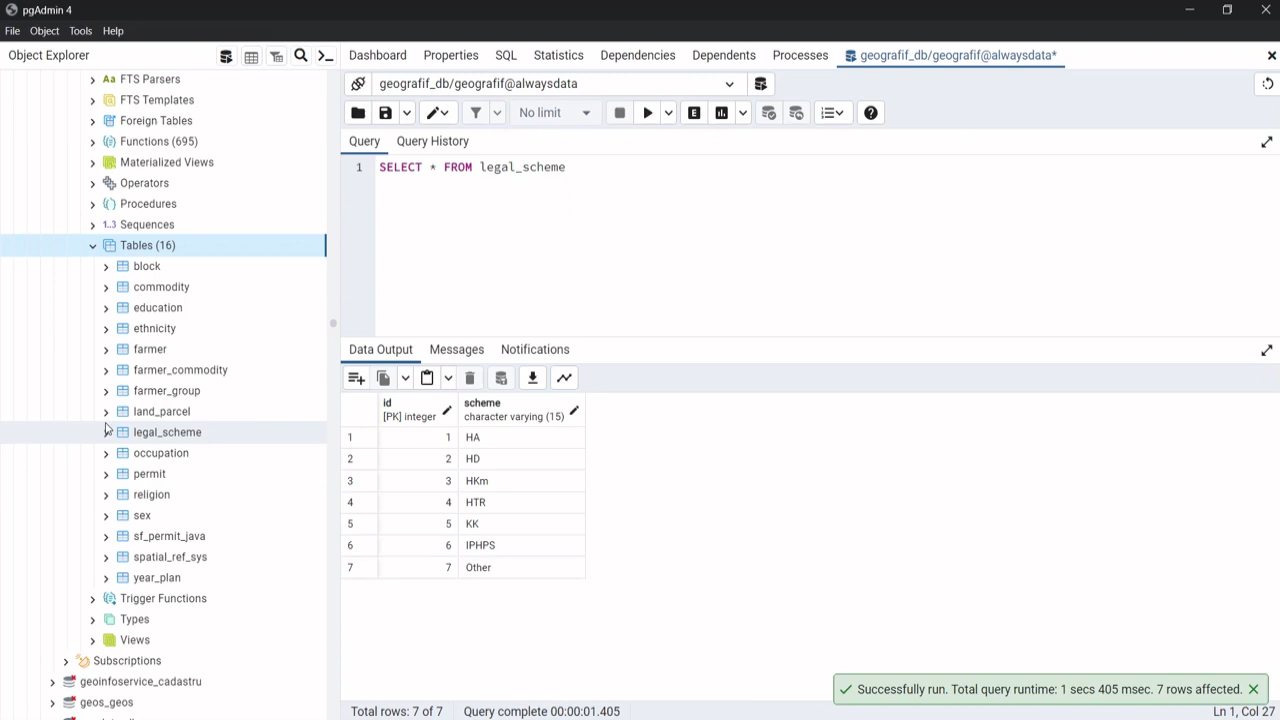 pgAdmin 4
File Object Tools Help
Object Explorer
Dashboard Properties SQL Statistics Dependencies Dependents Processes geografif_db/geografif@alwaysdata*
FTS Parsers
FTS Templates
Foreign Tables
Functions (695)
Materialized Views
Operators
Procedures
1..3 Sequences
Tables (16)
block
commodity
education
ethnicity
farmer
farmer_commodity
farmer_group
land_parcel
legal_scheme
occupation
permit
religion
sex
sf_permit_java
spatial_ref_sys
year_plan
Trigger Functions
Types
Views
Subscriptions
geoinfoservice_cadastru
geos_geos
geografif_db/geografif@alwaysdata
No limit
E
Query Query History
1 SELECT * FROM legal_scheme
Data Output Messages Notifications
id scheme
[PK] integer character varying (15)
1 1 HA
2 2 HD
3 3 HKm
4 4 HTR
5 5 KK
6 6 IPHPS
7 7 Other
Successfully run. Total query runtime: 1 secs 405 msec. 7 rows affected.
Total rows: 7 of 7 Query complete 00:00:01.405 Ln 1, Col 27